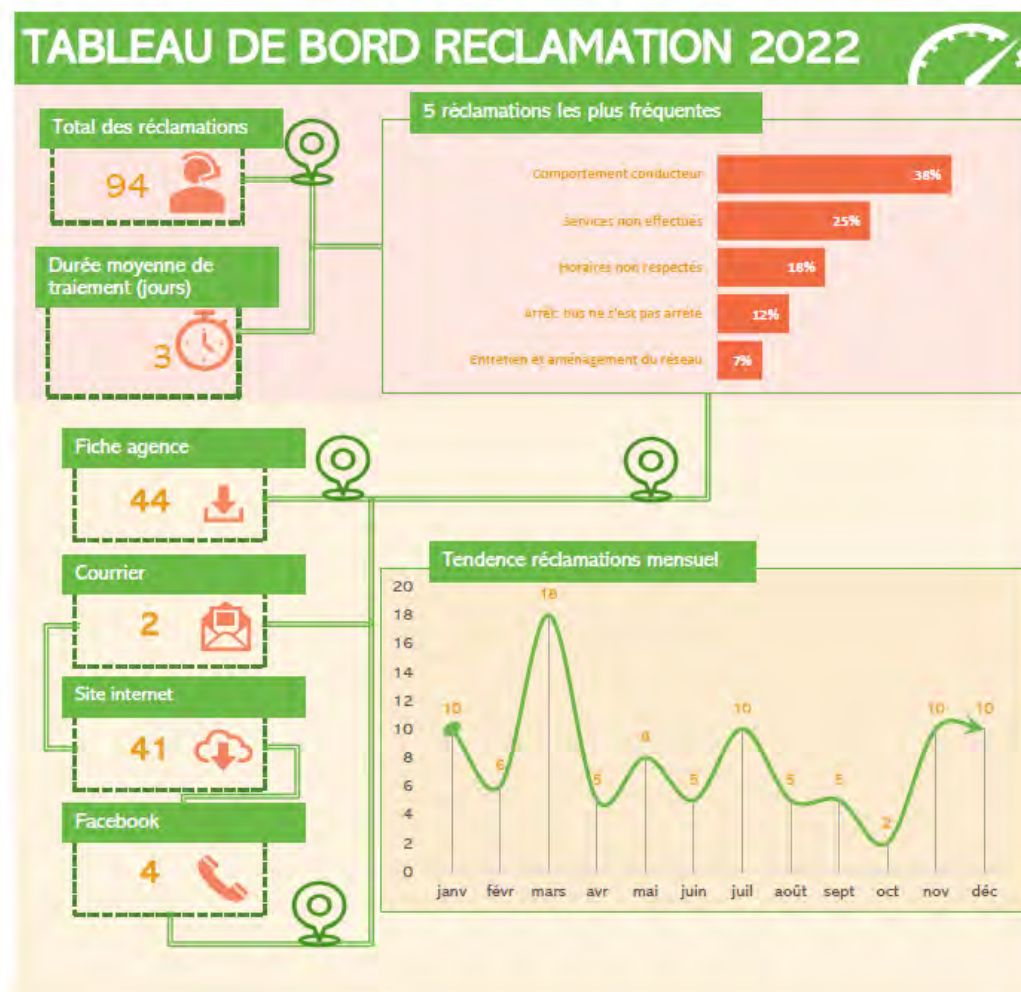 TABLEAU DE BORD RECLAMATION 2022
Total des réclamations
94
Durée moyenne de
traiement (jours)
3
5 réclamations les plus fréquentes
Comportement conducteur 38%
Services non effectués 25%
Horaires non respectés 18%
Arrêt: bus ne s'est pas arrêté 12%
Entretien et aménagement du réseau 7%
Fiche agence
44
Courrier
2
Site internet
41
Facebook
4
Tendence réclamations mensuel
20
18
16
14
12
10
8
6
4
2
0
10 6 18 5 8 5 10 5 5 2 10 10
janv févr mars avr mai juin juil août sept oct nov déc